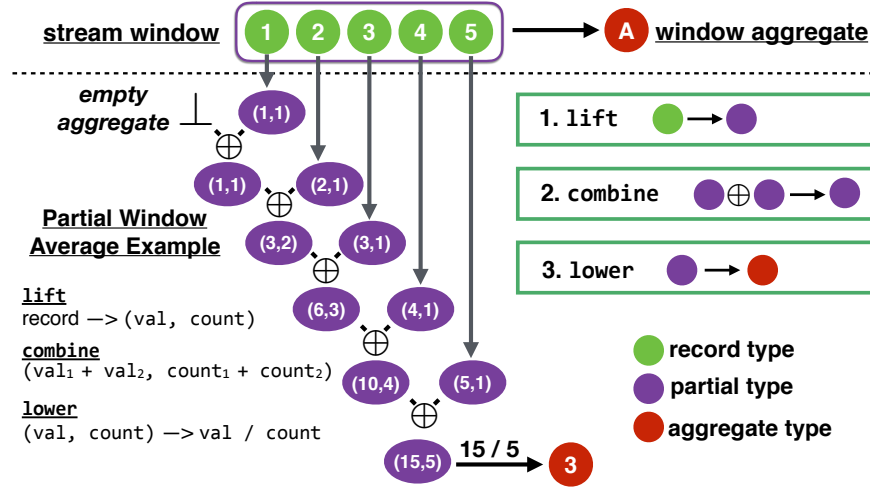 stream window 1 2 3 4 5 A window aggregate
empty
aggregate
(1,1)
⊕
(1,1) (2,1)
⊕
Partial Window
Average Example
(3,2) (3,1)
⊕
(6,3) (4,1)
⊕
(10,4) (5,1)
⊕
(15,5) 15 / 5 3
lift
record —> (val, count)
combine
(val₁ + val₂, count₁ + count₂)
lower
(val, count) —> val / count
1. lift
2. combine ⊕
3. lower
record type
partial type
aggregate type